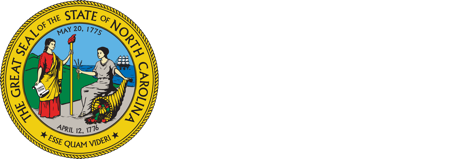 THE GREAT SEAL OF THE STATE OF NORTH CAROLINA
MAY 20, 1775
APRIL 12, 1776
ESSE QUAM VIDERI